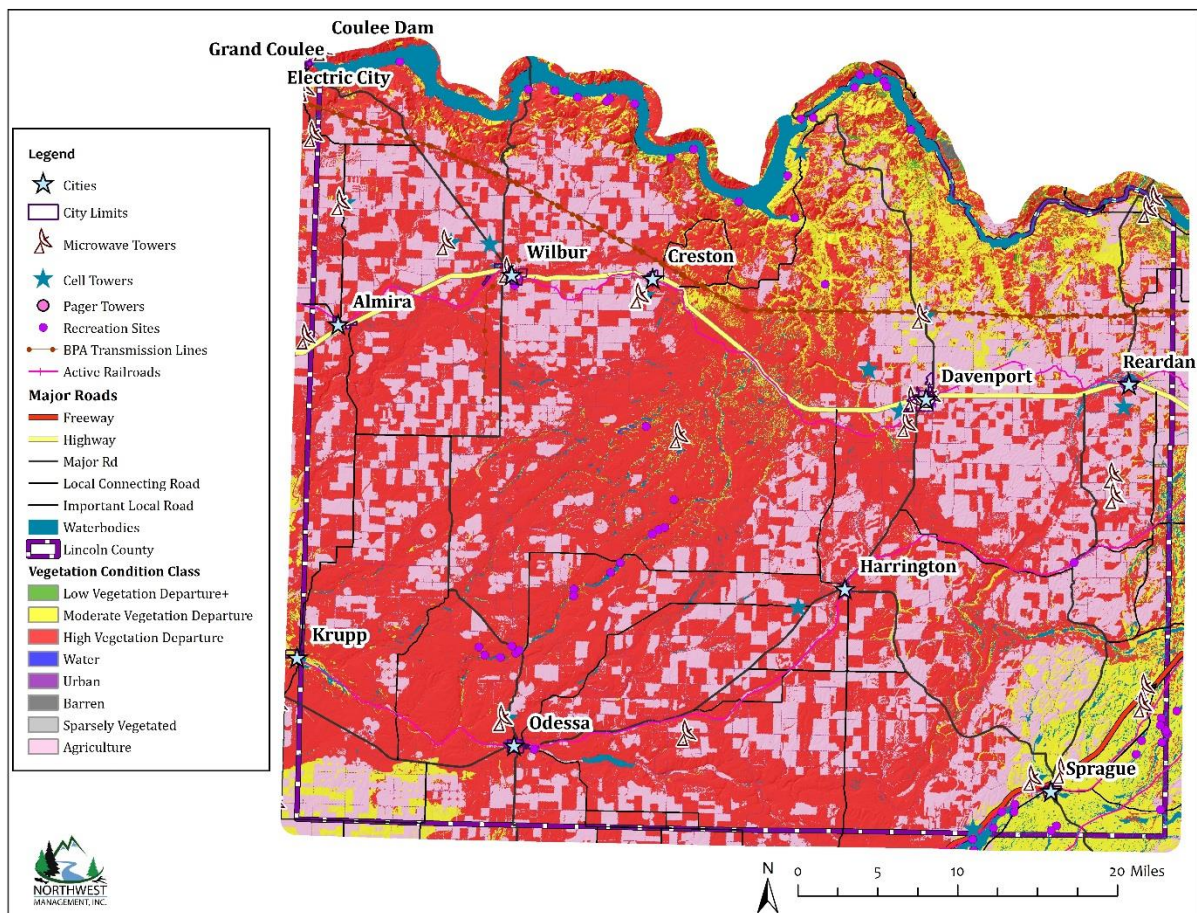 Coulee Dam
Grand Coulee
Electric City
Wilbur
Creston
Almira
Davenport
Reardan
Harrington
Krupp
Odessa
Sprague
Legend
Cities
City Limits
Microwave Towers
Cell Towers
Pager Towers
Recreation Sites
BPA Transmission Lines
Active Railroads
Major Roads
Freeway
Highway
Major Rd
Local Connecting Road
Important Local Road
Waterbodies
Lincoln County
Vegetation Condition Class
Low Vegetation Departure+
Moderate Vegetation Departure
High Vegetation Departure
Water
Urban
Barren
Sparsely Vegetated
Agriculture
NORTHWEST
MANAGEMENT, INC.
N
0 5 10 20 Miles